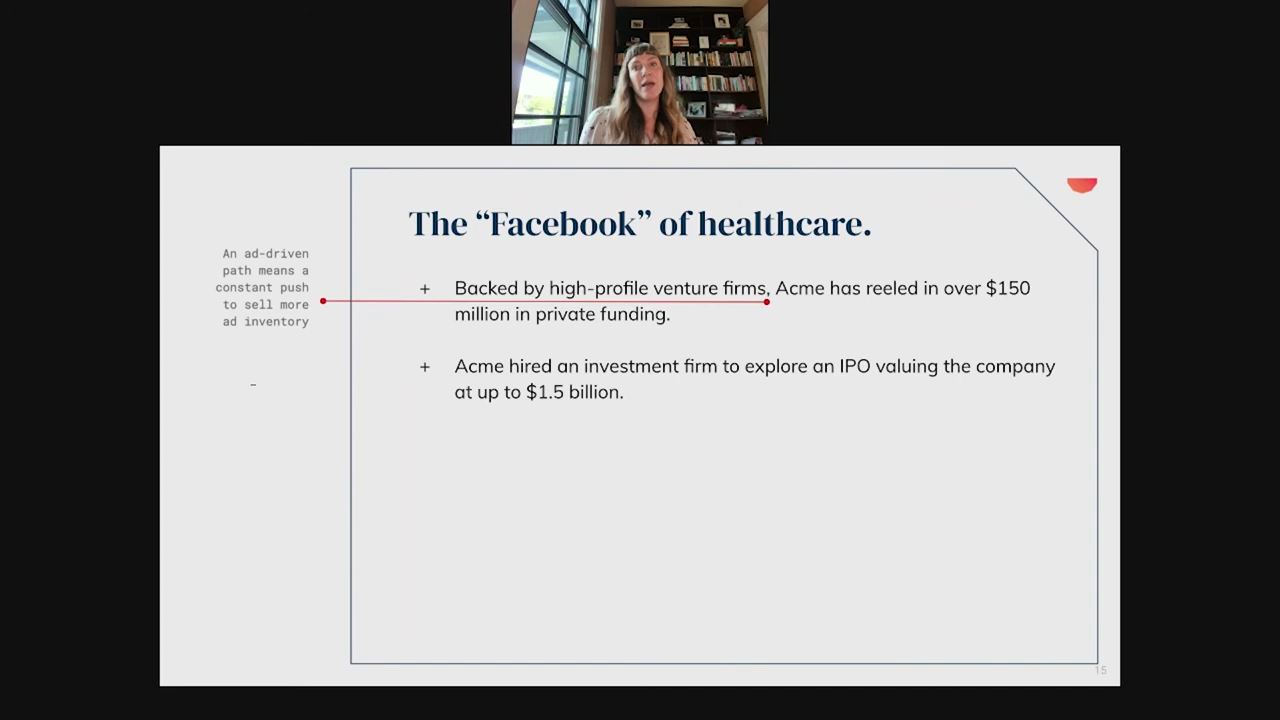 The “Facebook” of healthcare.
An ad-driven
path means a
constant push
to sell more
ad inventory
–
+ Backed by high-profile venture firms, Acme has reeled in over $150
million in private funding.
+ Acme hired an investment firm to explore an IPO valuing the company
at up to $1.5 billion.
15